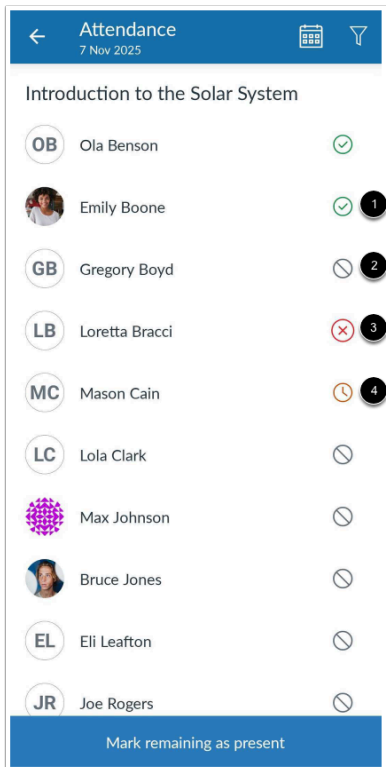 Attendance
7 Nov 2025
Introduction to the Solar System
OB Ola Benson
Emily Boone 1
GB Gregory Boyd 2
LB Loretta Bracci 3
MC Mason Cain 4
LC Lola Clark
Max Johnson
Bruce Jones
EL Eli Leafton
JR Joe Rogers
Mark remaining as present